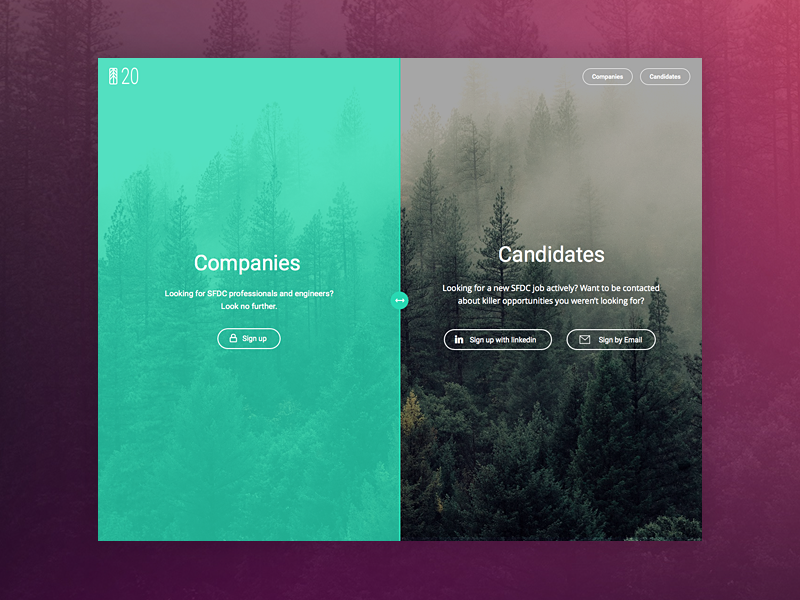 20
Companies
Candidates
Companies
Looking for SFDC professionals and engineers?
Look no further.
Sign up
Candidates
Looking for a new SFDC job actively? Want to be contacted
about killer opportunities you weren't looking for?
in Sign up with linkedin
Sign by Email